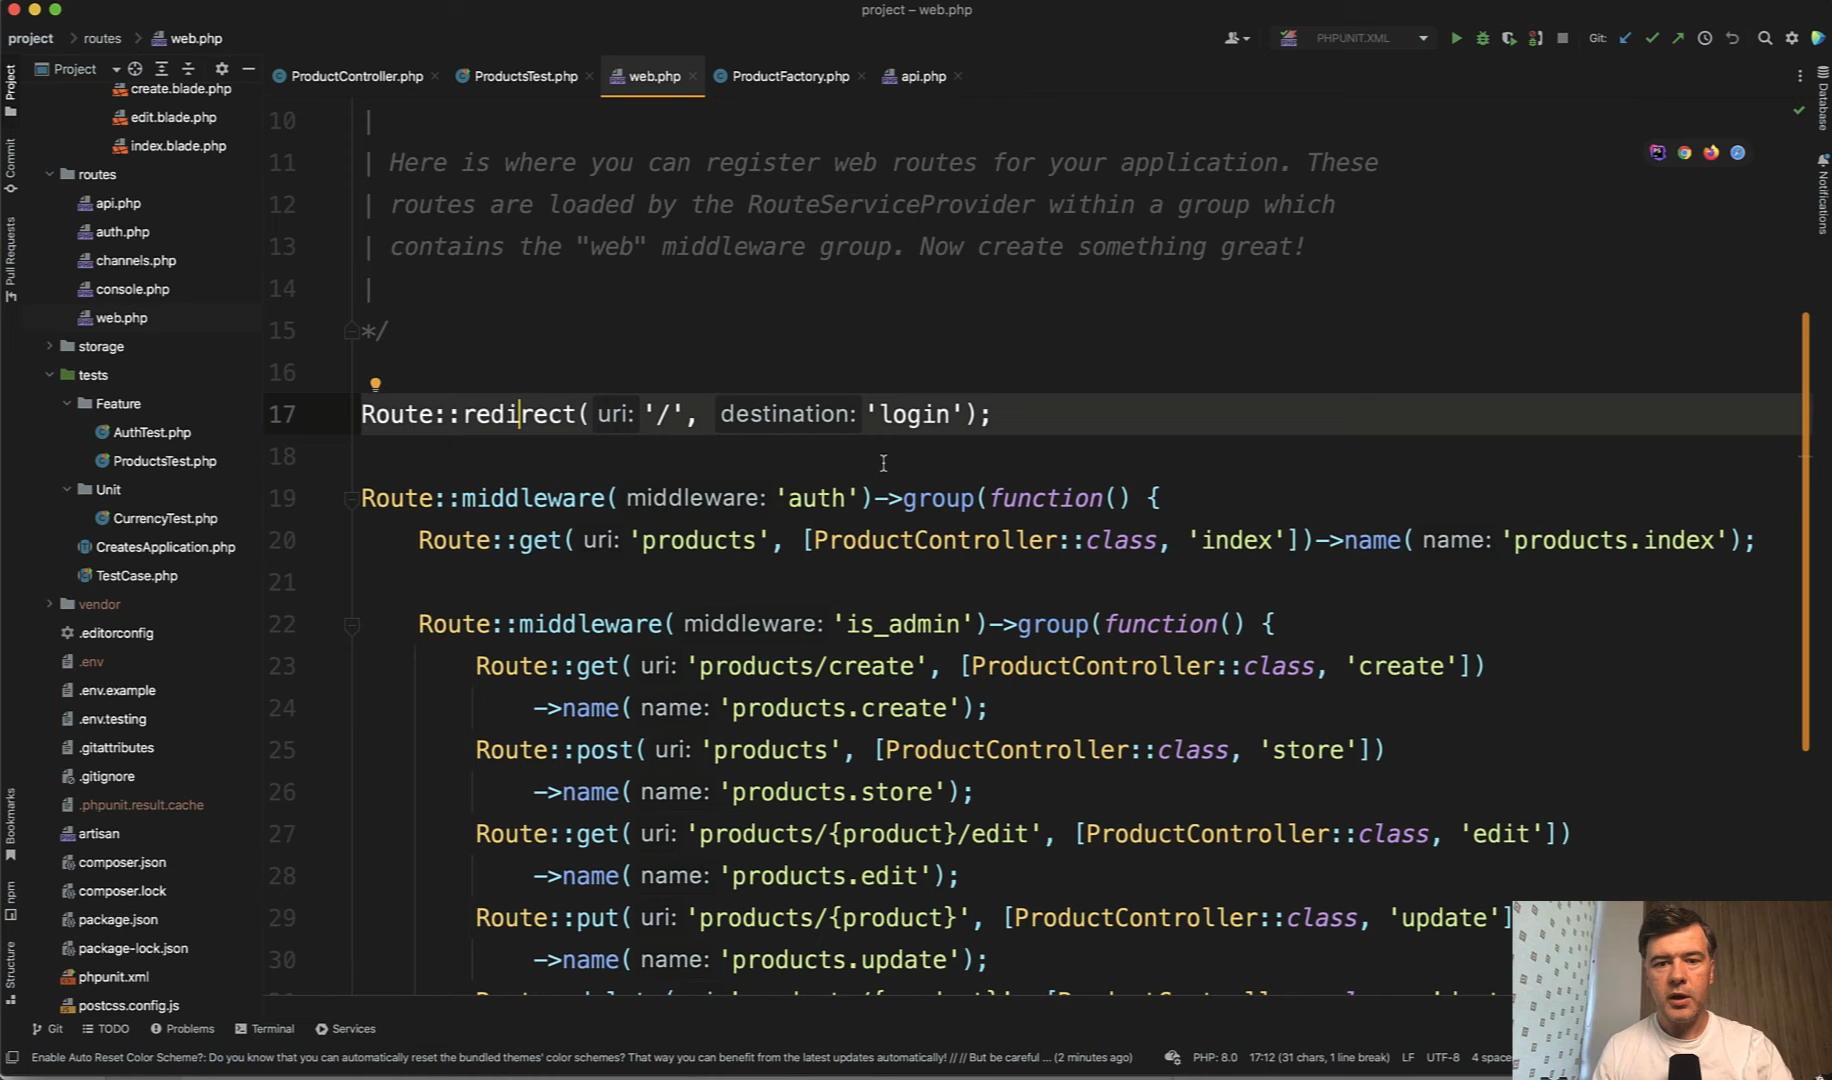 project – web.php
project
routes
web.php
PHPUNIT.XML
Git:
Project
ProductController.php
ProductsTest.php
web.php
ProductFactory.php
api.php
Project
Commit
Pull Requests
Bookmarks
npm
Structure
Database
Notifications
create.blade.php
edit.blade.php
index.blade.php
routes
api.php
auth.php
channels.php
console.php
web.php
storage
tests
Feature
AuthTest.php
ProductsTest.php
Unit
CurrencyTest.php
CreatesApplication.php
TestCase.php
vendor
.editorconfig
.env
.env.example
.env.testing
.gitattributes
.gitignore
.phpunit.result.cache
artisan
composer.json
composer.lock
package.json
package-lock.json
phpunit.xml
postcss.config.js
10 |
11 | Here is where you can register web routes for your application. These
12 | routes are loaded by the RouteServiceProvider within a group which
13 | contains the "web" middleware group. Now create something great!
14 |
15 */
16
17 Route::redirect( uri: '/', destination: 'login');
18
19 Route::middleware( middleware: 'auth')->group(function() {
20 Route::get( uri: 'products', [ProductController::class, 'index'])->name( name: 'products.index');
21
22 Route::middleware( middleware: 'is_admin')->group(function() {
23 Route::get( uri: 'products/create', [ProductController::class, 'create'])
24 ->name( name: 'products.create');
25 Route::post( uri: 'products', [ProductController::class, 'store'])
26 ->name( name: 'products.store');
27 Route::get( uri: 'products/{product}/edit', [ProductController::class, 'edit'])
28 ->name( name: 'products.edit');
29 Route::put( uri: 'products/{product}', [ProductController::class, 'update']
30 ->name( name: 'products.update');
Git
TODO
Problems
Terminal
Services
Enable Auto Reset Color Scheme?: Do you know that you can automatically reset the bundled themes' color schemes? That way you can benefit from the latest updates automatically! // // But be careful ... (2 minutes ago)
PHP: 8.0
17:12 (31 chars, 1 line break)
LF
UTF-8
4 space